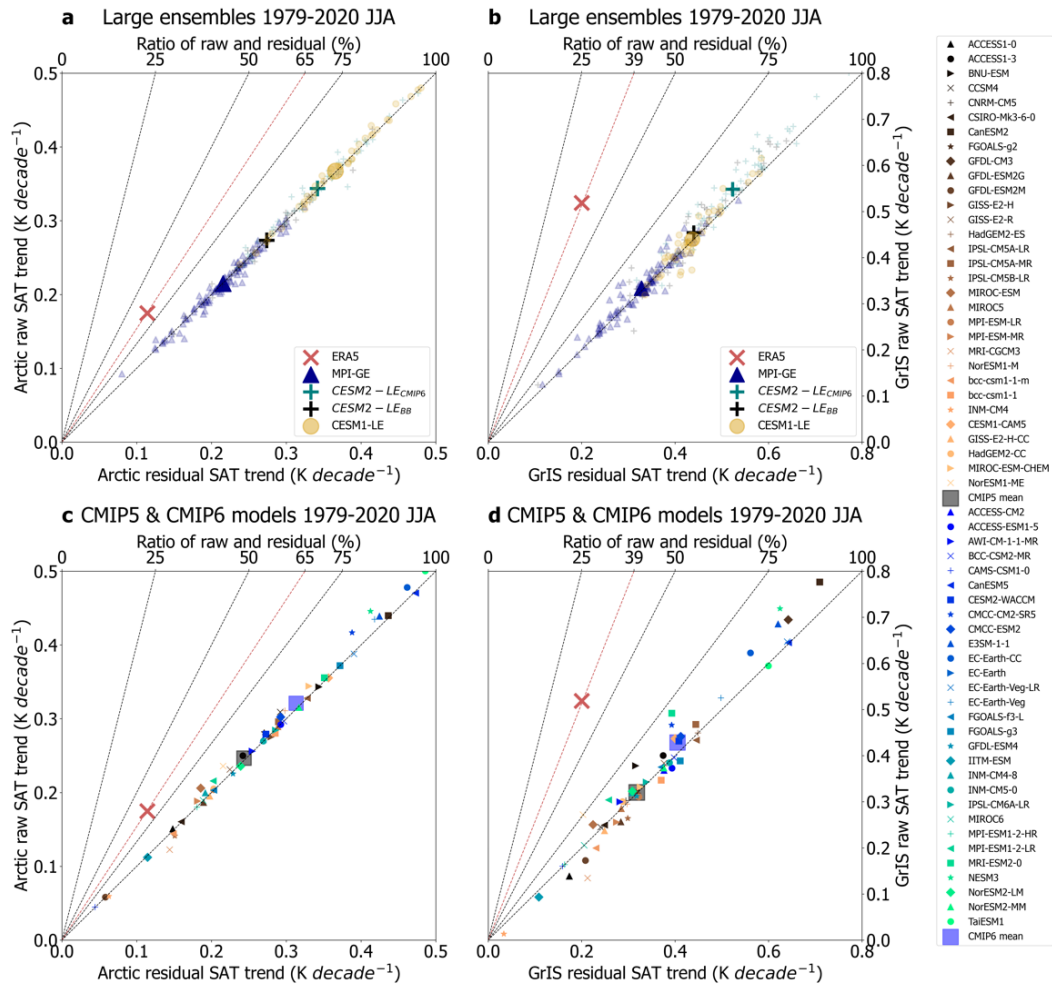 a Large ensembles 1979-2020 JJA
Ratio of raw and residual (%)
0 25 50 68 75 100
0.5
0.4
0.3
0.2
0.1
0.0
Arctic raw SAT trend (K decade⁻¹)
ERA5
MPI-GE
CESM2 − LE_CMIP6
CESM2 − LE_BB
CESM1-LE
0.0 0.1 0.2 0.3 0.4 0.5
Arctic residual SAT trend (K decade⁻¹)
b Large ensembles 1979-2020 JJA
Ratio of raw and residual (%)
0 25 39 50 75 100
0.8
0.7
0.6
0.5
0.4
0.3
0.2
0.1
0.0
GrIS raw SAT trend (K decade⁻¹)
ERA5
MPI-GE
CESM2 − LE_CMIP6
CESM2 − LE_BB
CESM1-LE
0.0 0.2 0.4 0.6 0.8
GrIS residual SAT trend (K decade⁻¹)
c CMIP5 & CMIP6 models 1979-2020 JJA
Ratio of raw and residual (%)
0 25 50 68 75 100
0.5
0.4
0.3
0.2
0.1
0.0
Arctic raw SAT trend (K decade⁻¹)
0.0 0.1 0.2 0.3 0.4 0.5
Arctic residual SAT trend (K decade⁻¹)
d CMIP5 & CMIP6 models 1979-2020 JJA
Ratio of raw and residual (%)
0 25 39 50 75 100
0.8
0.7
0.6
0.5
0.4
0.3
0.2
0.1
0.0
GrIS raw SAT trend (K decade⁻¹)
0.0 0.2 0.4 0.6 0.8
GrIS residual SAT trend (K decade⁻¹)
ACCESS1-0
ACCESS1-3
BNU-ESM
CCSM4
CNRM-CM5
CSIRO-Mk3-6-0
CanESM2
FGOALS-g2
GFDL-CM3
GFDL-ESM2G
GFDL-ESM2M
GISS-E2-H
GISS-E2-R
HadGEM2-ES
IPSL-CM5A-LR
IPSL-CM5A-MR
IPSL-CM5B-LR
MIROC-ESM
MIROC5
MPI-ESM-LR
MPI-ESM-MR
MRI-CGCM3
NorESM1-M
bcc-csm1-1-m
bcc-csm1-1
INM-CM4
CESM1-CAM5
GISS-E2-H-CC
HadGEM2-CC
MIROC-ESM-CHEM
NorESM1-ME
CMIP5 mean
ACCESS-CM2
ACCESS-ESM1-5
AWI-CM-1-1-MR
BCC-CSM2-MR
CAMS-CSM1-0
CanESM5
CESM2-WACCM
CMCC-CM2-SR5
CMCC-ESM2
E3SM-1-1
EC-Earth-CC
EC-Earth
EC-Earth-Veg-LR
EC-Earth-Veg
FGOALS-f3-L
FGOALS-g3
GFDL-ESM4
IITM-ESM
INM-CM4-8
INM-CM5-0
IPSL-CM6A-LR
MIROC6
MPI-ESM1-2-HR
MPI-ESM1-2-LR
MRI-ESM2-0
NESM3
NorESM2-LM
NorESM2-MM
TaiESM1
CMIP6 mean